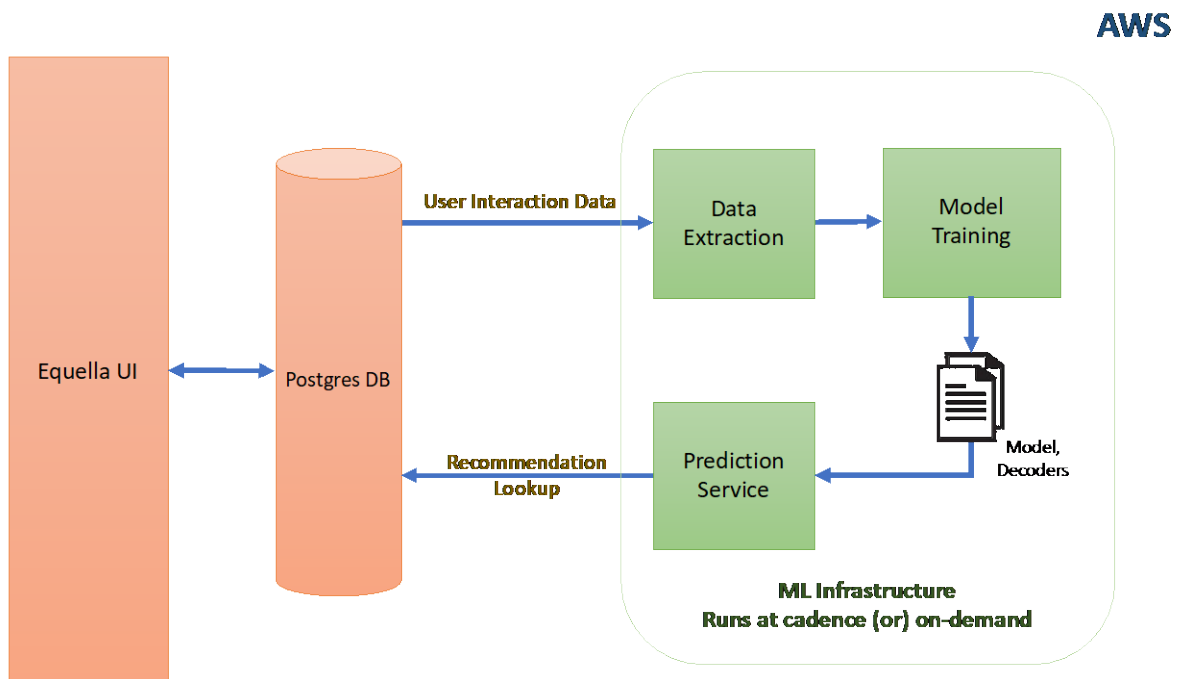 AWS
User Interaction Data
Data
Extraction
Model
Training
Equella UI
Postgres DB
Model,
Decoders
Recommendation
Lookup
Prediction
Service
ML Infrastructure
Runs at cadence (or) on-demand